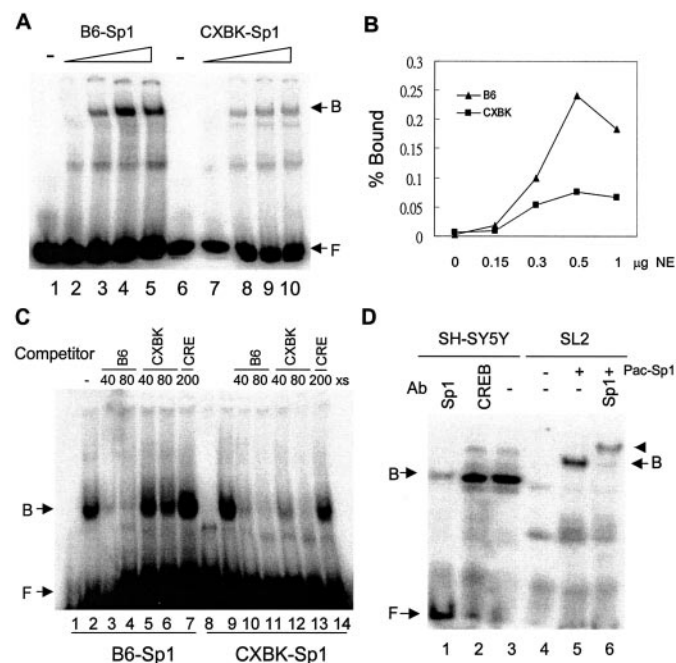 A
B6-Sp1 CXBK-Sp1
- -
B
F
1 2 3 4 5 6 7 8 9 10
B
% Bound
0.3
0.25
0.2
0.15
0.1
0.05
0
B6
CXBK
0 0.15 0.3 0.5 1 µg NE
C
Competitor
B6 CXBK CRE B6 CXBK CRE
- 40 80 40 80 200 40 80 40 80 200 xs
B
F
1 2 3 4 5 6 7 8 9 10 11 12 13 14
B6-Sp1 CXBK-Sp1
D
SH-SY5Y SL2
- + + Pac-Sp1
Ab Sp1 CREB - - - Sp1
B
B
F
1 2 3 4 5 6